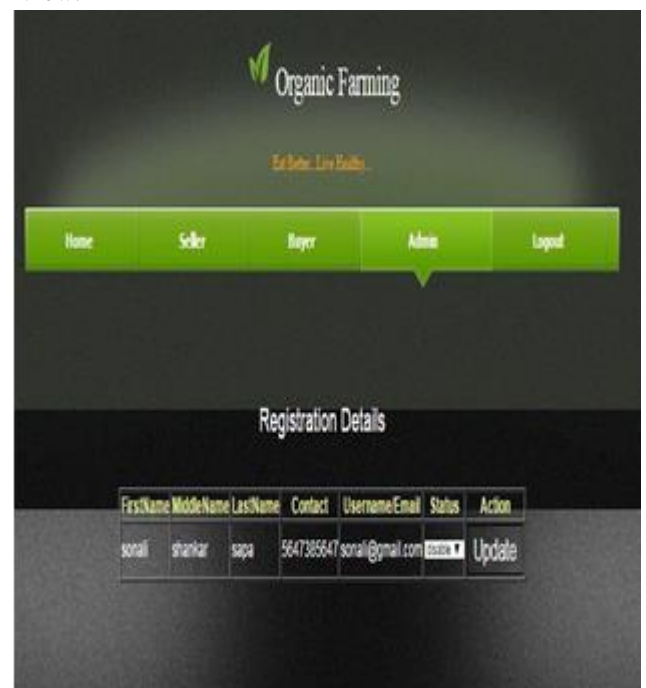 Organic Farming
Eat Better.. Live Healthy...
Home Seller Buyer Admin Logout
Registration Details
FirstName MiddleName LastName Contact Username/Email Status Action
sonali shankar sapa 5647385647 sonali@gmail.com disable Update